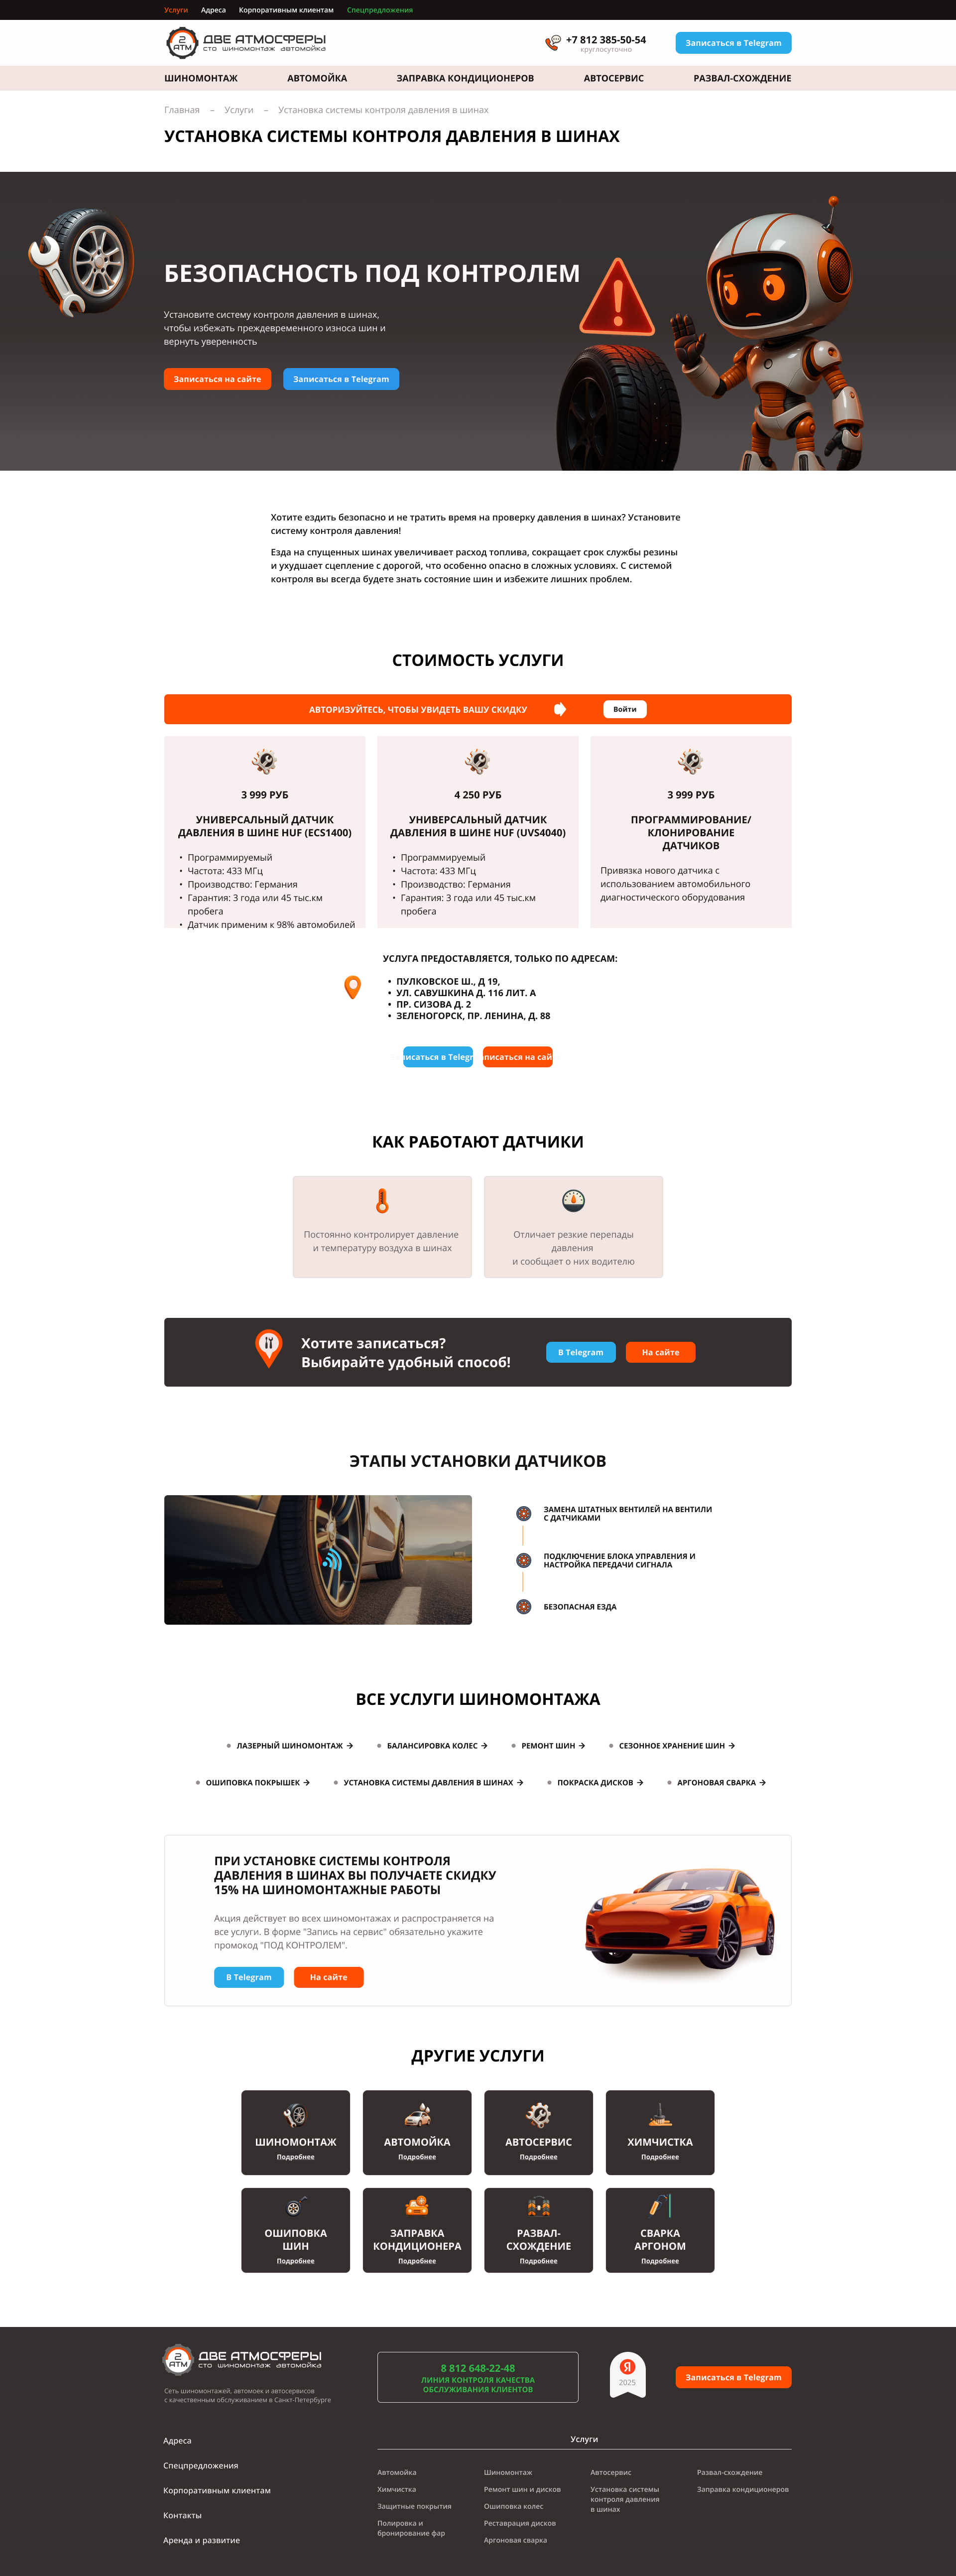 Услуги Адреса Корпоративным клиентам Спецпредложения
2 АТМ
ДВЕ АТМОСФЕРЫ
сто шиномонтаж автомойка
+7 812 385-50-54
круглосуточно
Записаться в Telegram
ШИНОМОНТАЖ АВТОМОЙКА ЗАПРАВКА КОНДИЦИОНЕРОВ АВТОСЕРВИС РАЗВАЛ-СХОЖДЕНИЕ
Главная – Услуги – Установка системы контроля давления в шинах
УСТАНОВКА СИСТЕМЫ КОНТРОЛЯ ДАВЛЕНИЯ В ШИНАХ
БЕЗОПАСНОСТЬ ПОД КОНТРОЛЕМ
Установите систему контроля давления в шинах,
чтобы избежать преждевременного износа шин и
вернуть уверенность
Записаться на сайте Записаться в Telegram
Хотите ездить безопасно и не тратить время на проверку давления в шинах? Установите
систему контроля давления!
Езда на спущенных шинах увеличивает расход топлива, сокращает срок службы резины
и ухудшает сцепление с дорогой, что особенно опасно в сложных условиях. С системой
контроля вы всегда будете знать состояние шин и избежите лишних проблем.
СТОИМОСТЬ УСЛУГИ
АВТОРИЗУЙТЕСЬ, ЧТОБЫ УВИДЕТЬ ВАШУ СКИДКУ Войти
3 999 РУБ
УНИВЕРСАЛЬНЫЙ ДАТЧИК
ДАВЛЕНИЯ В ШИНЕ HUF (ECS1400)
• Программируемый
• Частота: 433 МГц
• Производство: Германия
• Гарантия: 3 года или 45 тыс.км
пробега
• Датчик применим к 98% автомобилей
4 250 РУБ
УНИВЕРСАЛЬНЫЙ ДАТЧИК
ДАВЛЕНИЯ В ШИНЕ HUF (UVS4040)
• Программируемый
• Частота: 433 МГц
• Производство: Германия
• Гарантия: 3 года или 45 тыс.км
пробега
3 999 РУБ
ПРОГРАММИРОВАНИЕ/
КЛОНИРОВАНИЕ
ДАТЧИКОВ
Привязка нового датчика с
использованием автомобильного
диагностического оборудования
УСЛУГА ПРЕДОСТАВЛЯЕТСЯ, ТОЛЬКО ПО АДРЕСАМ:
• ПУЛКОВСКОЕ Ш., Д 19,
• УЛ. САВУШКИНА Д. 116 ЛИТ. А
• ПР. СИЗОВА Д. 2
• ЗЕЛЕНОГОРСК, ПР. ЛЕНИНА, Д. 88
исаться в Telegr писаться на сай
КАК РАБОТАЮТ ДАТЧИКИ
Постоянно контролирует давление
и температуру воздуха в шинах
Отличает резкие перепады
давления
и сообщает о них водителю
Хотите записаться?
Выбирайте удобный способ!
В Telegram На сайте
ЭТАПЫ УСТАНОВКИ ДАТЧИКОВ
ЗАМЕНА ШТАТНЫХ ВЕНТИЛЕЙ НА ВЕНТИЛИ
С ДАТЧИКАМИ
ПОДКЛЮЧЕНИЕ БЛОКА УПРАВЛЕНИЯ И
НАСТРОЙКА ПЕРЕДАЧИ СИГНАЛА
БЕЗОПАСНАЯ ЕЗДА
ВСЕ УСЛУГИ ШИНОМОНТАЖА
ЛАЗЕРНЫЙ ШИНОМОНТАЖ → БАЛАНСИРОВКА КОЛЕС → РЕМОНТ ШИН → СЕЗОННОЕ ХРАНЕНИЕ ШИН →
ОШИПОВКА ПОКРЫШЕК → УСТАНОВКА СИСТЕМЫ ДАВЛЕНИЯ В ШИНАХ → ПОКРАСКА ДИСКОВ → АРГОНОВАЯ СВАРКА →
ПРИ УСТАНОВКЕ СИСТЕМЫ КОНТРОЛЯ
ДАВЛЕНИЯ В ШИНАХ ВЫ ПОЛУЧАЕТЕ СКИДКУ
15% НА ШИНОМОНТАЖНЫЕ РАБОТЫ
Акция действует во всех шиномонтажах и распространяется на
все услуги. В форме "Запись на сервис" обязательно укажите
промокод "ПОД КОНТРОЛЕМ".
В Telegram На сайте
ДРУГИЕ УСЛУГИ
ШИНОМОНТАЖ
Подробнее
АВТОМОЙКА
Подробнее
АВТОСЕРВИС
Подробнее
ХИМЧИСТКА
Подробнее
ОШИПОВКА
ШИН
Подробнее
ЗАПРАВКА
КОНДИЦИОНЕРА
Подробнее
РАЗВАЛ-
СХОЖДЕНИЕ
Подробнее
СВАРКА
АРГОНОМ
Подробнее
2 АТМ
ДВЕ АТМОСФЕРЫ
сто шиномонтаж автомойка
Сеть шиномонтажей, автомоек и автосервисов
с качественным обслуживанием в Санкт-Петербурге
8 812 648-22-48
ЛИНИЯ КОНТРОЛЯ КАЧЕСТВА
ОБСЛУЖИВАНИЯ КЛИЕНТОВ
Я
2025
Записаться в Telegram
Адреса
Спецпредложения
Корпоративным клиентам
Контакты
Аренда и развитие
Услуги
Автомойка
Химчистка
Защитные покрытия
Полировка и
бронирование фар
Шиномонтаж
Ремонт шин и дисков
Ошиповка колес
Реставрация дисков
Аргоновая сварка
Автосервис
Установка системы
контроля давления
в шинах
Развал-схождение
Заправка кондиционеров